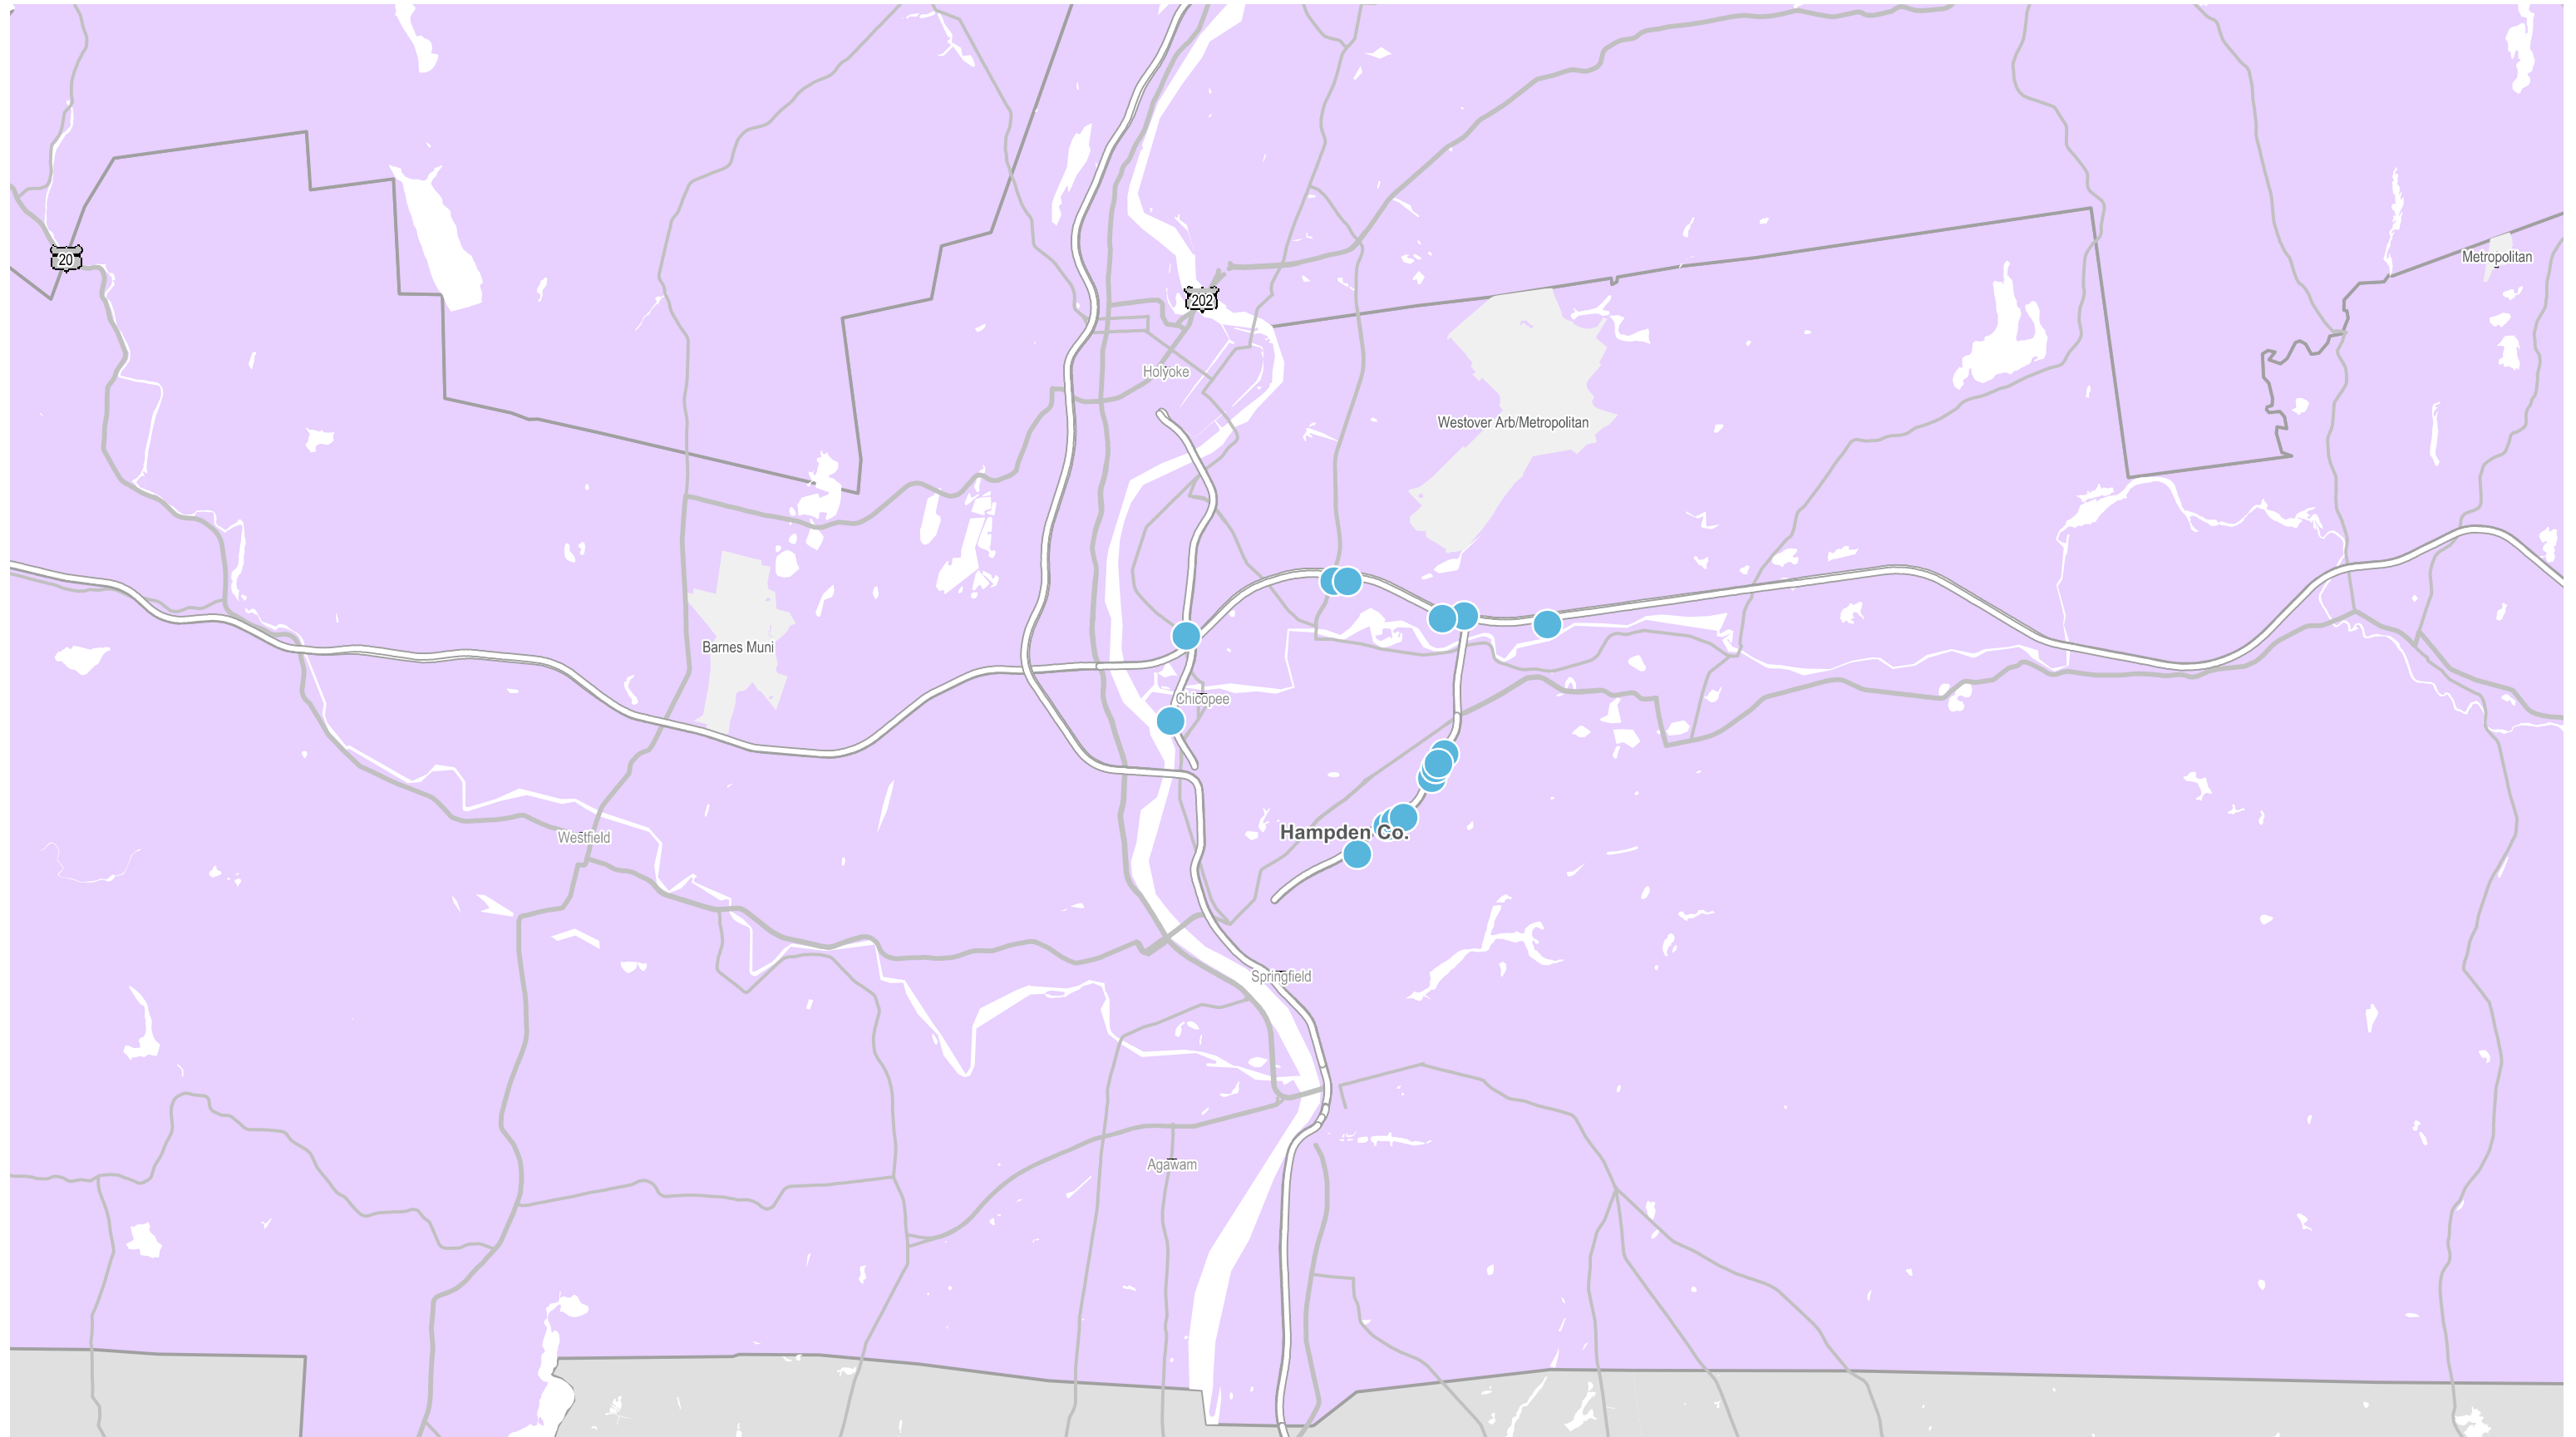 20
Metropolitan
202
Holyoke
Westover Arb/Metropolitan
Barnes Muni
Chicopee
Westfield
Hampden Co.
Springfield
Agawam